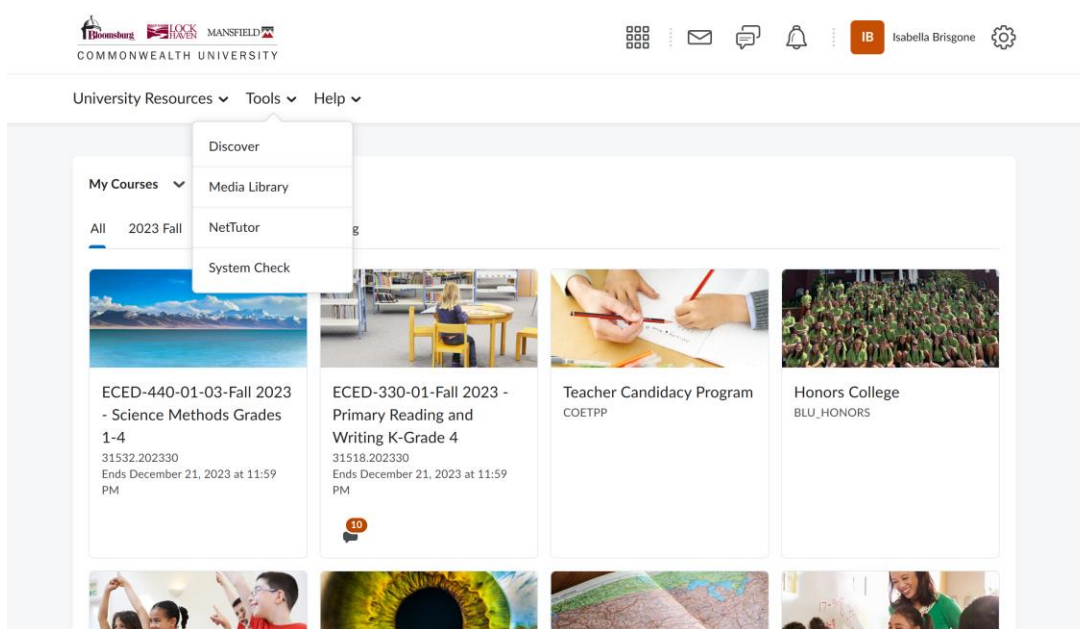 Bloomsburg LOCK HAVEN MANSFIELD
COMMONWEALTH UNIVERSITY
IB Isabella Brisgone
University Resources Tools Help
Discover
Media Library
NetTutor
System Check
My Courses
All 2023 Fall g
ECED-440-01-03-Fall 2023
- Science Methods Grades
1-4
31532.202330
Ends December 21, 2023 at 11:59
PM
ECED-330-01-Fall 2023 -
Primary Reading and
Writing K-Grade 4
31518.202330
Ends December 21, 2023 at 11:59
PM
10
Teacher Candidacy Program
COETPP
Honors College
BLU_HONORS